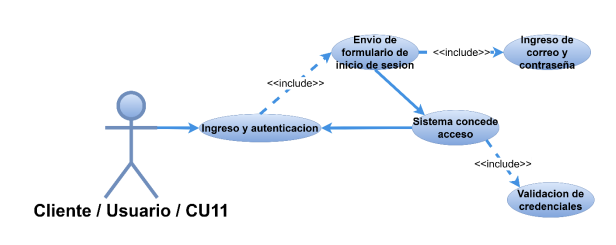 Envio de
formulario de
inicio de sesion
<<include>>
Ingreso de
correo y
contraseña
<<include>>
Ingreso y autenticacion
Sistema concede
acceso
<<include>>
Validacion de
credenciales
Cliente / Usuario / CU11